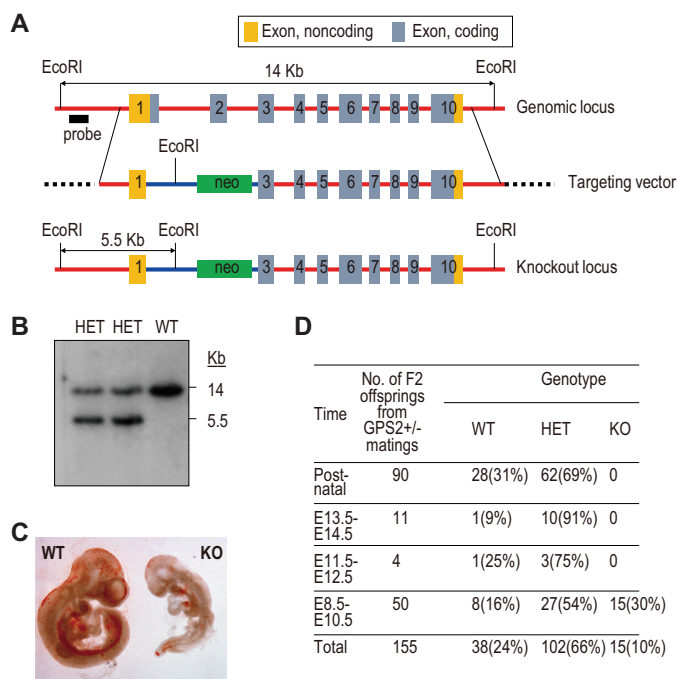 A
Exon, noncoding Exon, coding
EcoRI 14 Kb EcoRI
1 2 3 4 5 6 7 8 9 10 Genomic locus
probe
EcoRI
1 neo 3 4 5 6 7 8 9 10 Targeting vector
EcoRI 5.5 Kb EcoRI EcoRI
1 neo 3 4 5 6 7 8 9 10 Knockout locus
B
HET HET WT
Kb
14
5.5
C
WT KO
D
Time No. of F2 offspring from GPS2+/- matings Genotype
WT HET KO
Post-natal 90 28(31%) 62(69%) 0
E13.5-E14.5 11 1(9%) 10(91%) 0
E11.5-E12.5 4 1(25%) 3(75%) 0
E8.5-E10.5 50 8(16%) 27(54%) 15(30%)
Total 155 38(24%) 102(66%) 15(10%)